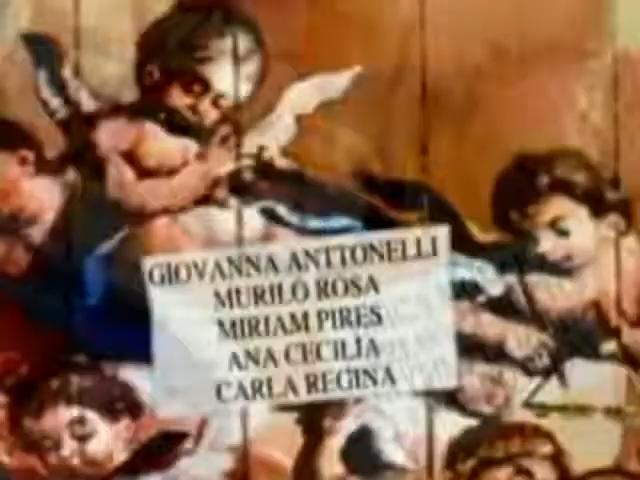 GIOVANNA ANTTONELLI
MURILO ROSA
MIRIAM PIRES
ANA CECILIA
CARLA REGINA